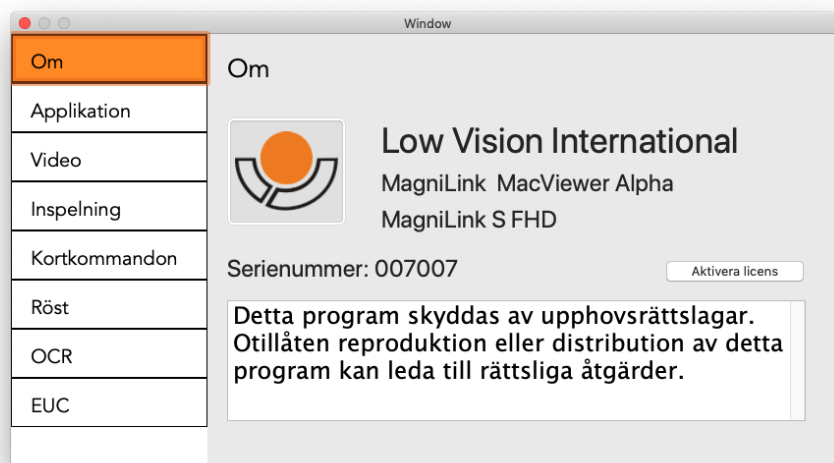 Window
Om
Applikation
Video
Inspelning
Kortkommandon
Röst
OCR
EUC
Om
Low Vision International
MagniLink MacViewer Alpha
MagniLink S FHD
Serienummer: 007007
Aktivera licens
Detta program skyddas av upphovsrättslagar.
Otillåten reproduktion eller distribution av detta
program kan leda till rättsliga åtgärder.